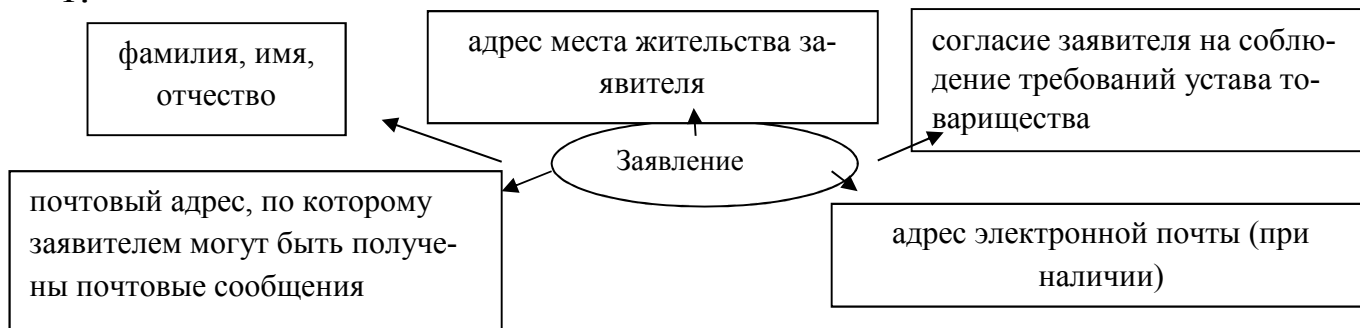 фамилия, имя,
отчество
адрес места жительства за-
явителя
согласие заявителя на соблю-
дение требований устава то-
варищества
Заявление
почтовый адрес, по которому
заявителем могут быть получе-
ны почтовые сообщения
адрес электронной почты (при
наличии)